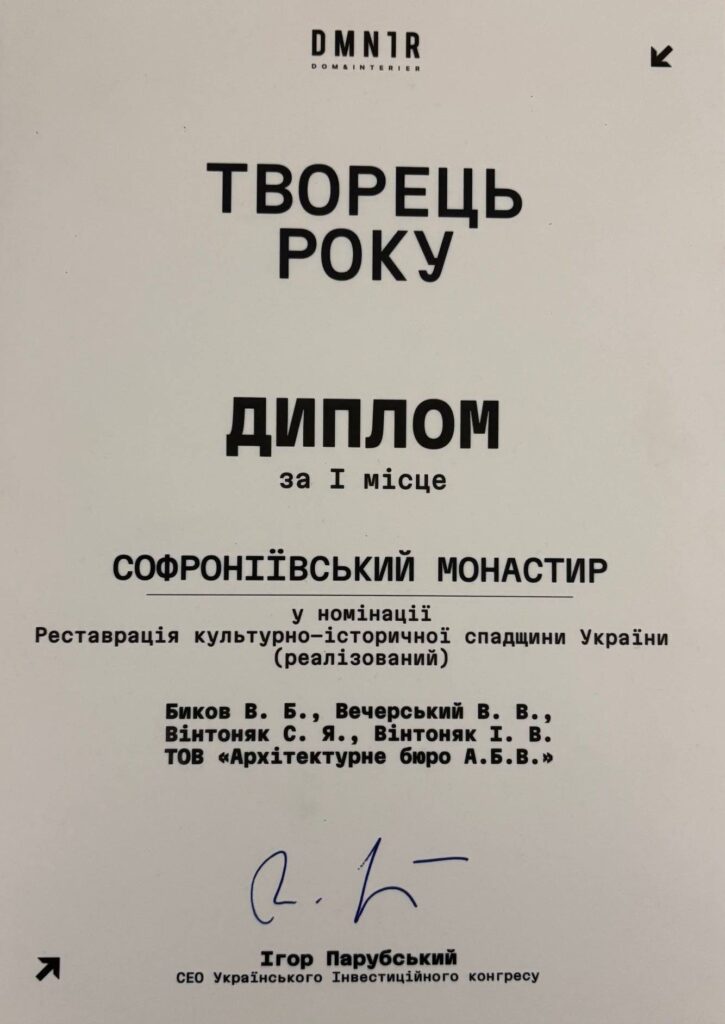 DMN1R
DOM&INTERIER
ТВОРЕЦЬ
РОКУ
ДИПЛОМ
за I місце
СОФРОНІЇВСЬКИЙ МОНАСТИР
у номінації
Реставрація культурно-історичної спадщини України
(реалізований)
Биков В. Б., Вечерський В. В.,
Вінтоняк С. Я., Вінтоняк І. В.
ТОВ «Архітектурне бюро А.Б.В.»
Ігор Парубський
СЕО Українського Інвестиційного конгресу